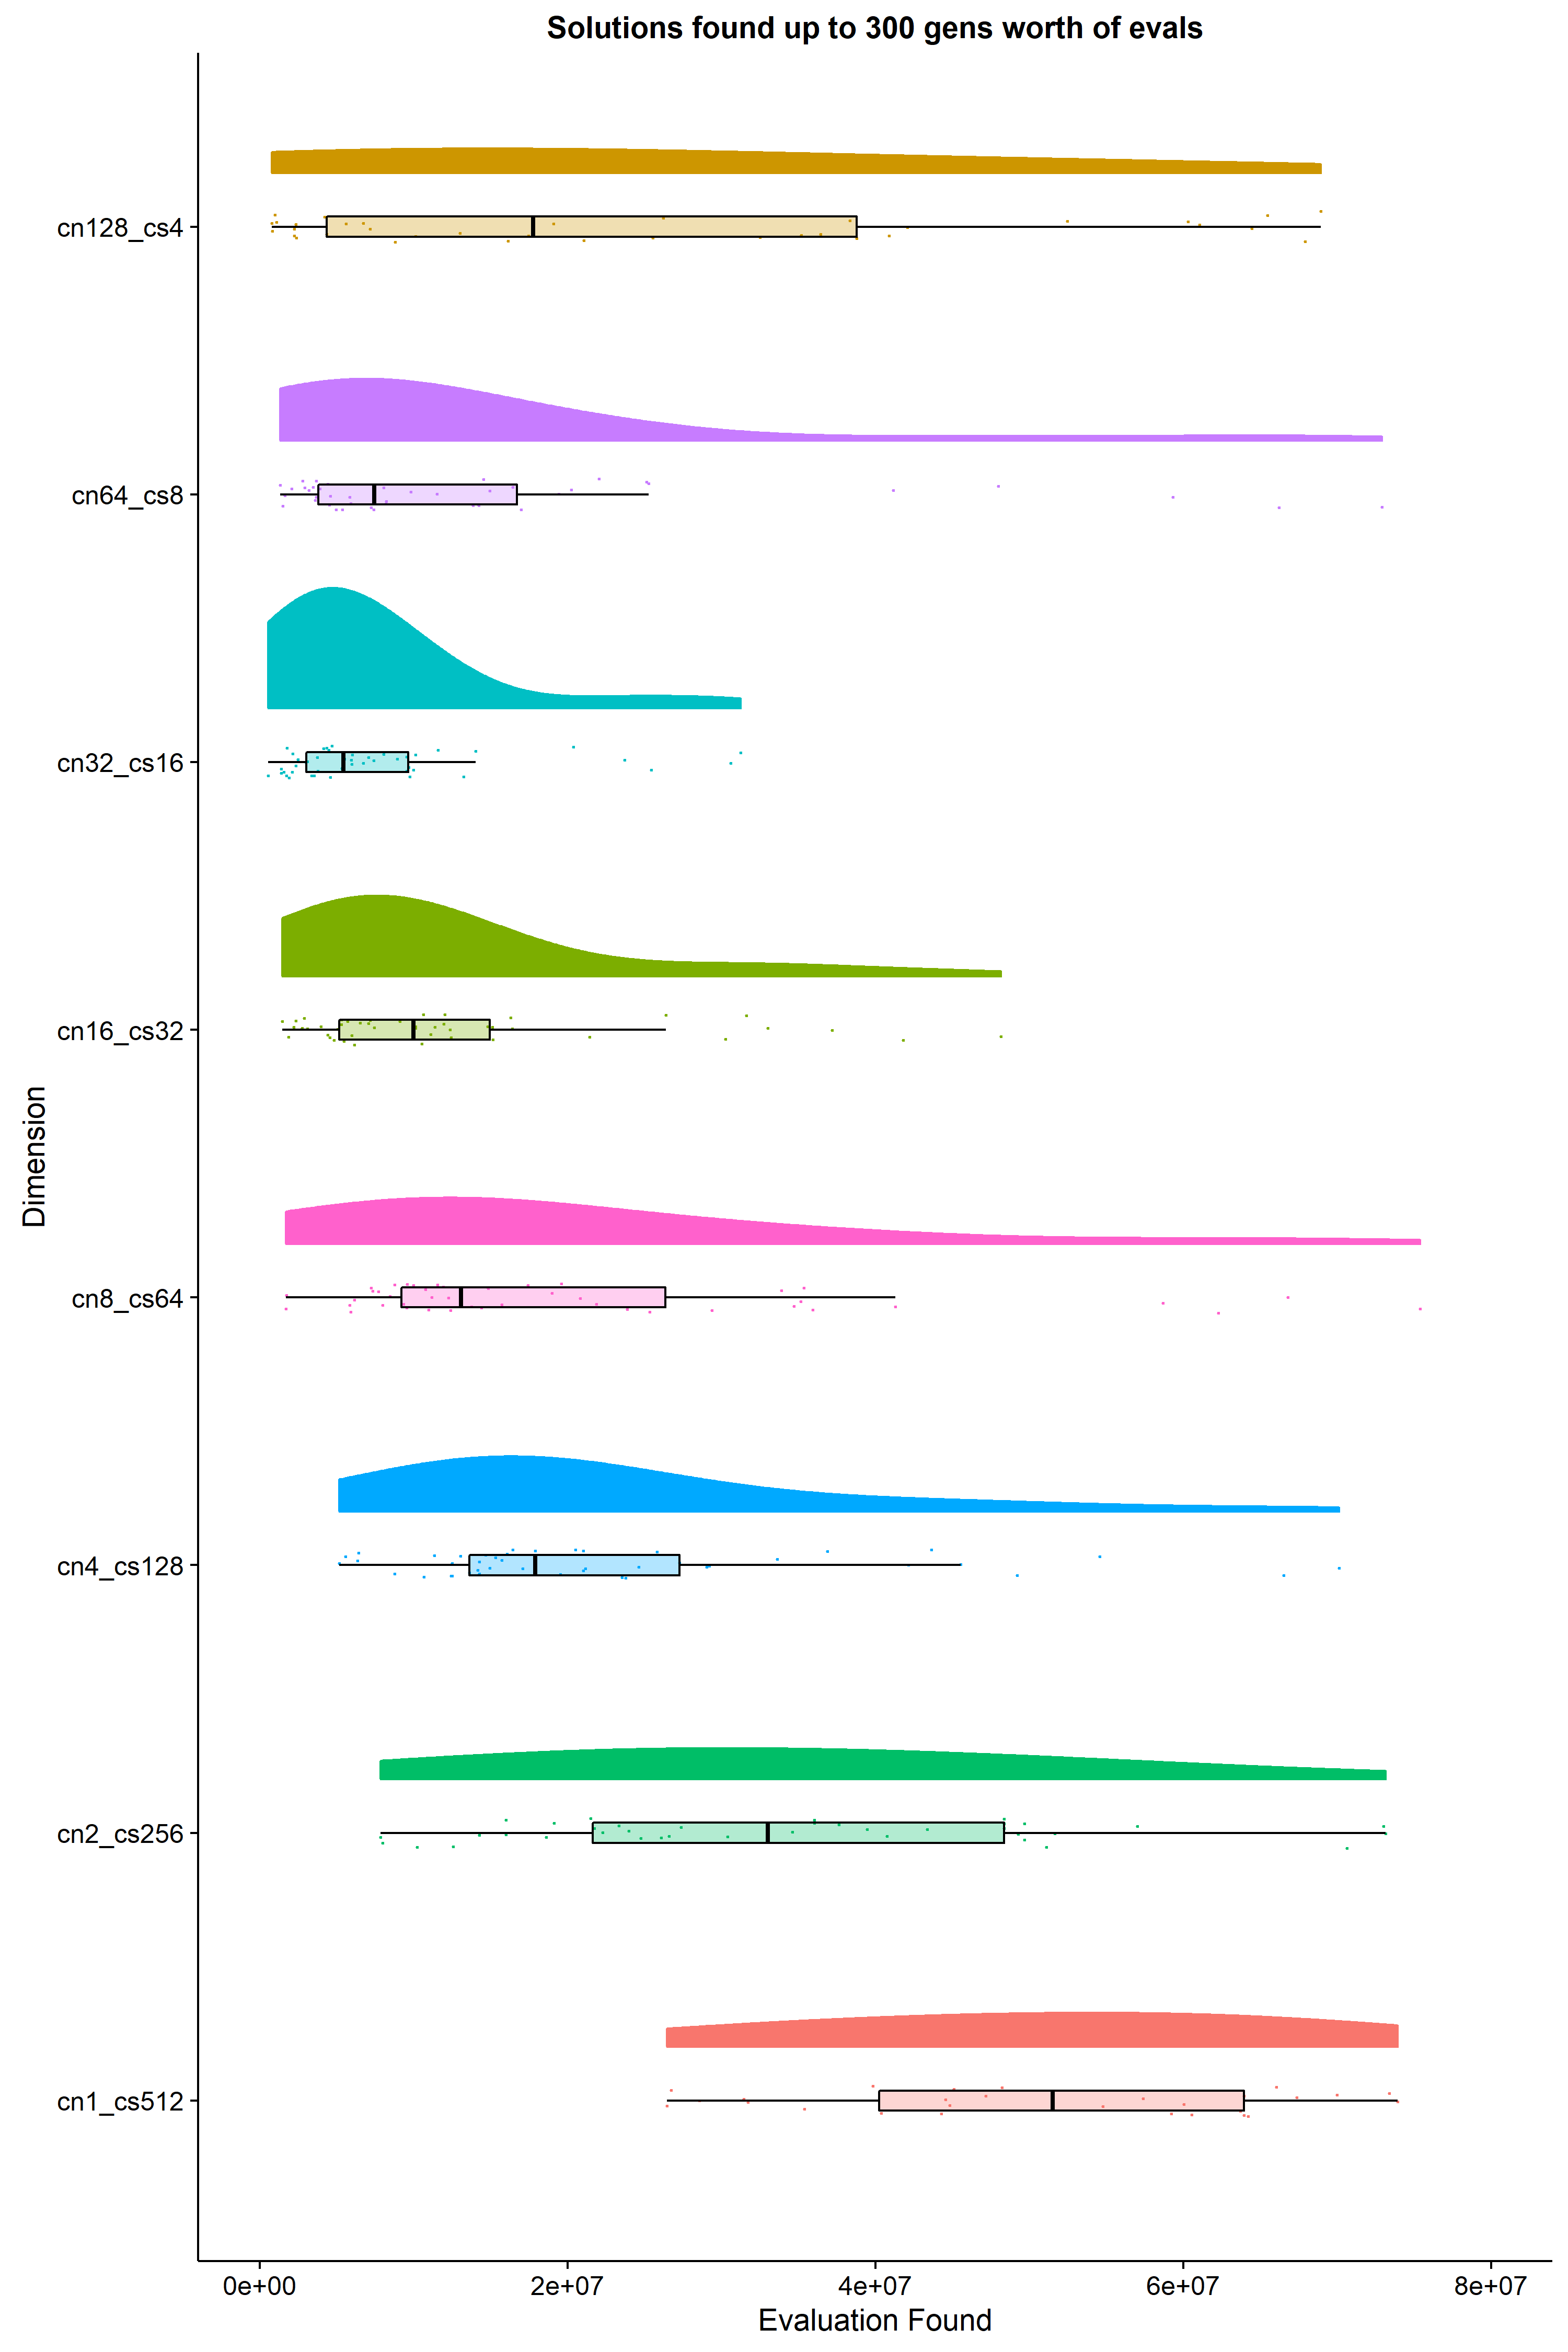 Solutions found up to 300 gens worth of evals
cn128_cs4
cn64_cs8
cn32_cs16
cn16_cs32
cn8_cs64
cn4_cs128
cn2_cs256
cn1_cs512
Dimension
0e+00 2e+07 4e+07 6e+07 8e+07
Evaluation Found